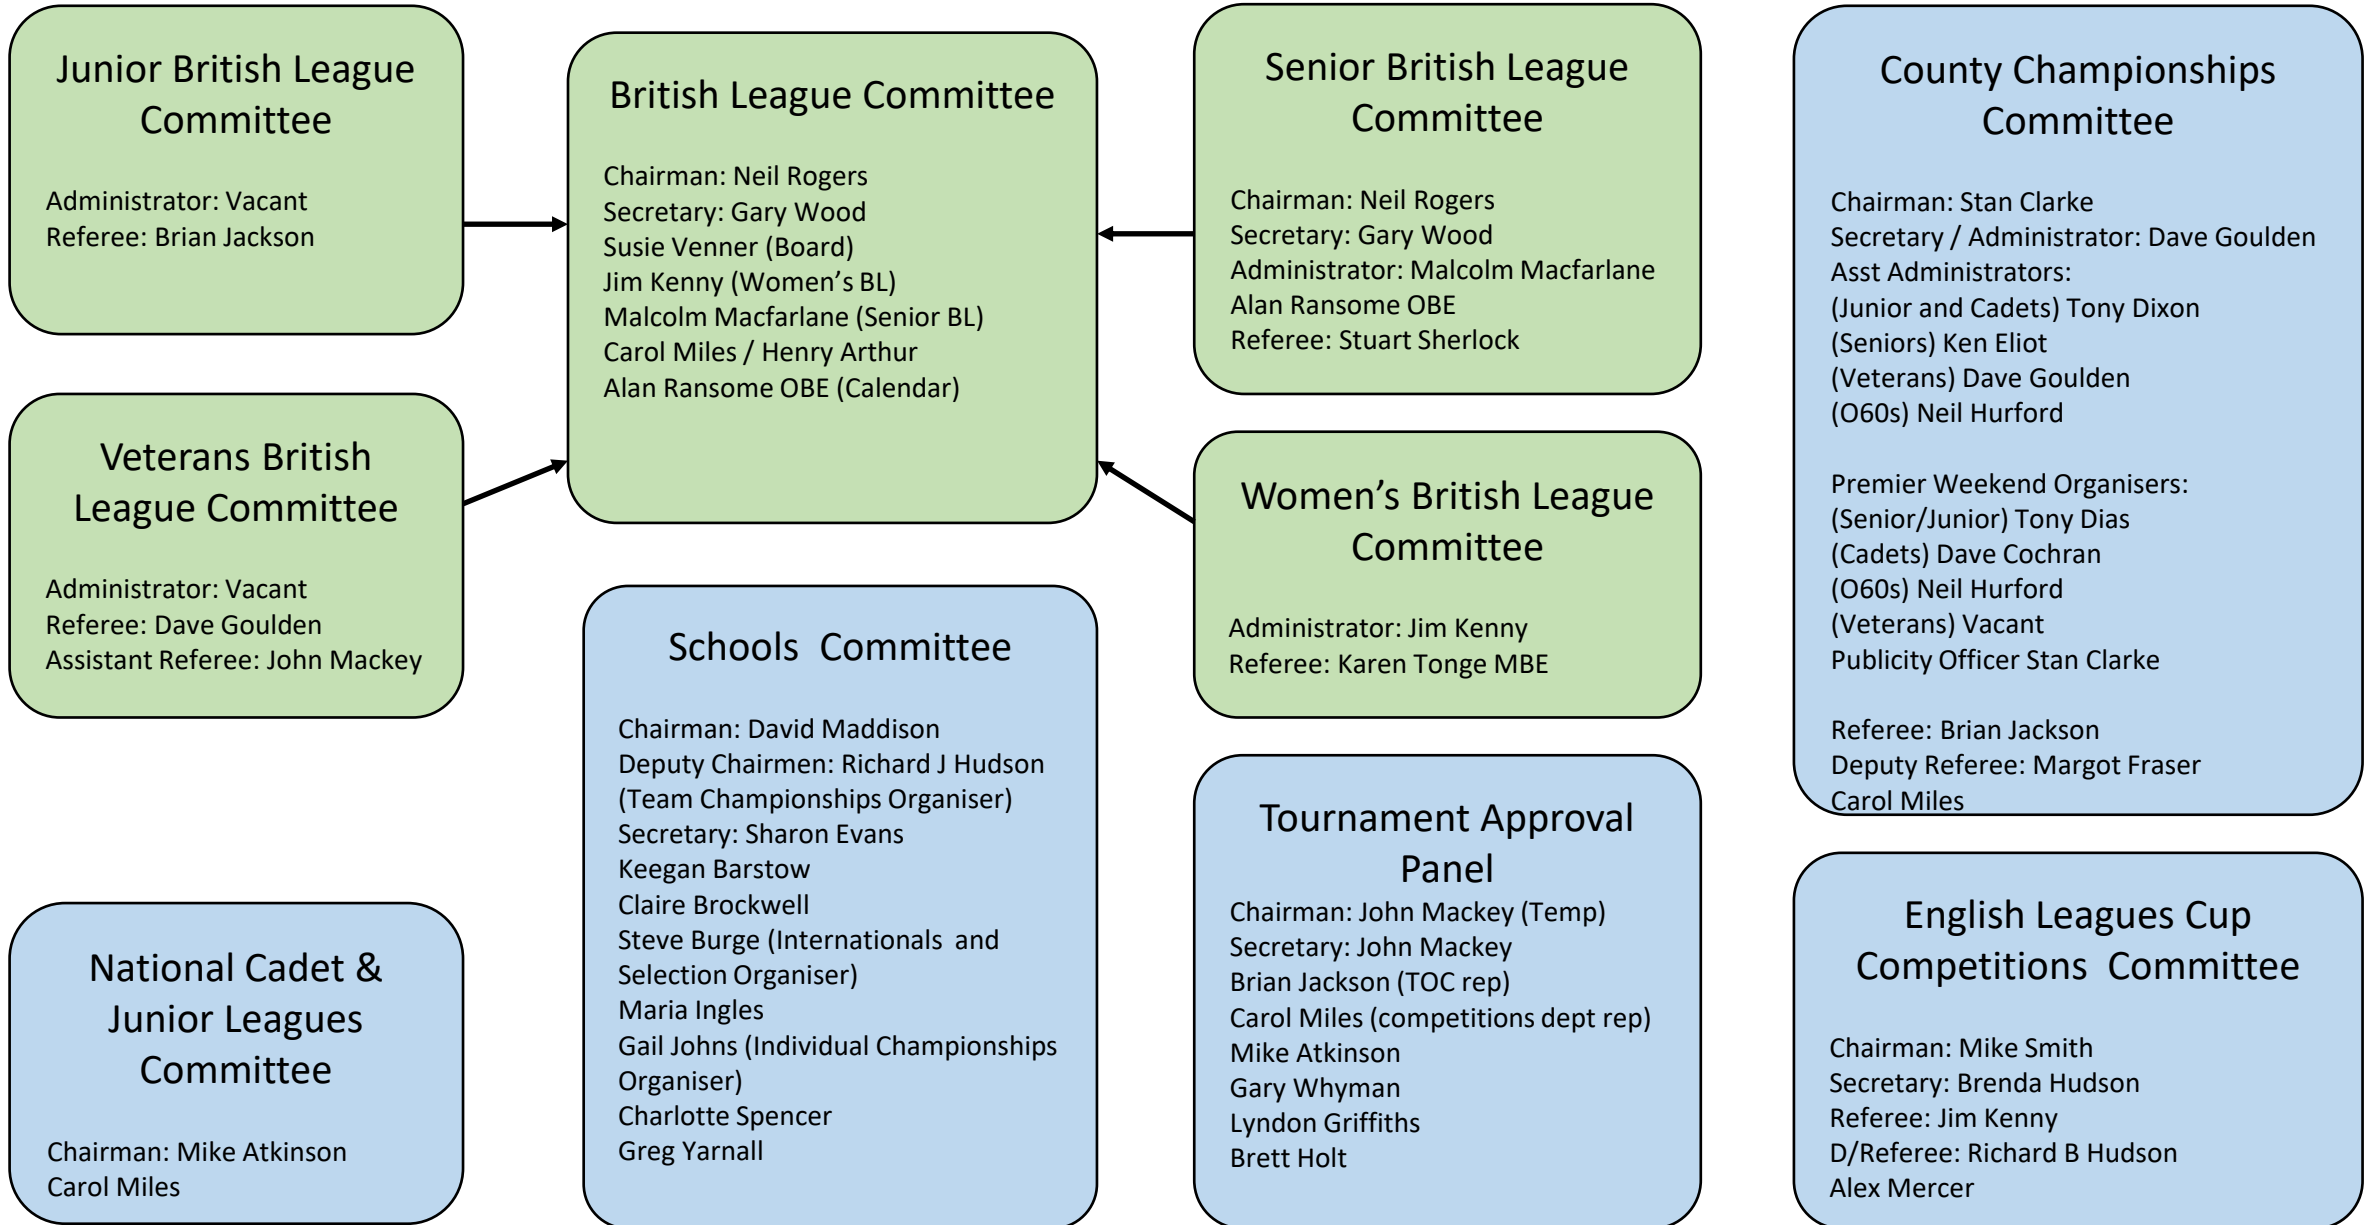 Junior British League
Committee
Administrator: Vacant
Referee: Brian Jackson
British League Committee
Chairman: Neil Rogers
Secretary: Gary Wood
Susie Venner (Board)
Jim Kenny (Women’s BL)
Malcolm Macfarlane (Senior BL)
Carol Miles / Henry Arthur
Alan Ransome OBE (Calendar)
Senior British League
Committee
Chairman: Neil Rogers
Secretary: Gary Wood
Administrator: Malcolm Macfarlane
Alan Ransome OBE
Referee: Stuart Sherlock
County Championships
Committee
Chairman: Stan Clarke
Secretary / Administrator: Dave Goulden
Asst Administrators:
(Junior and Cadets) Tony Dixon
(Seniors) Ken Eliot
(Veterans) Dave Goulden
(O60s) Neil Hurford
Premier Weekend Organisers:
(Senior/Junior) Tony Dias
(Cadets) Dave Cochran
(O60s) Neil Hurford
(Veterans) Vacant
Publicity Officer Stan Clarke
Referee: Brian Jackson
Deputy Referee: Margot Fraser
Carol Miles
Veterans British
League Committee
Administrator: Vacant
Referee: Dave Goulden
Assistant Referee: John Mackey
Women’s British League
Committee
Administrator: Jim Kenny
Referee: Karen Tonge MBE
Schools Committee
Chairman: David Maddison
Deputy Chairmen: Richard J Hudson
(Team Championships Organiser)
Secretary: Sharon Evans
Keegan Barstow
Claire Brockwell
Steve Burge (Internationals and
Selection Organiser)
Maria Ingles
Gail Johns (Individual Championships
Organiser)
Charlotte Spencer
Greg Yarnall
Tournament Approval
Panel
Chairman: John Mackey (Temp)
Secretary: John Mackey
Brian Jackson (TOC rep)
Carol Miles (competitions dept rep)
Mike Atkinson
Gary Whyman
Lyndon Griffiths
Brett Holt
National Cadet &
Junior Leagues
Committee
Chairman: Mike Atkinson
Carol Miles
English Leagues Cup
Competitions Committee
Chairman: Mike Smith
Secretary: Brenda Hudson
Referee: Jim Kenny
D/Referee: Richard B Hudson
Alex Mercer